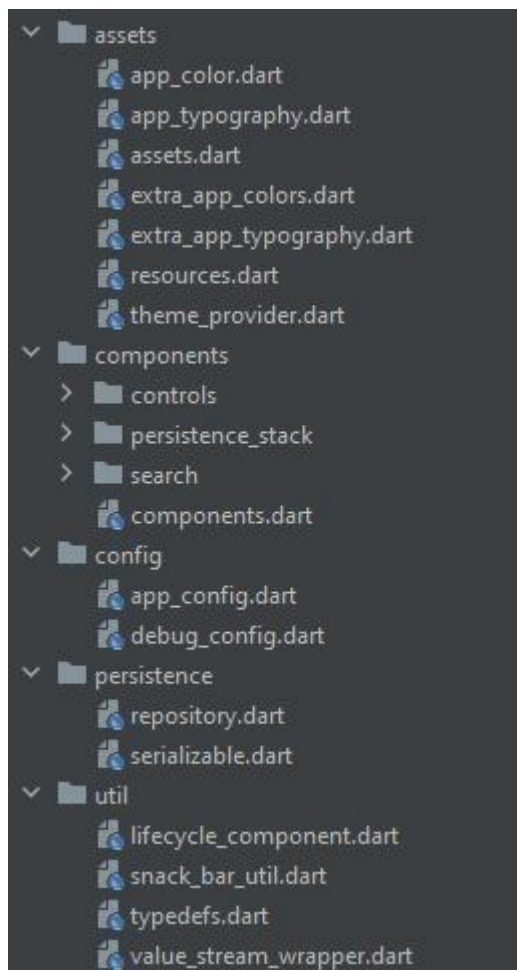 assets
app_color.dart
app_typography.dart
assets.dart
extra_app_colors.dart
extra_app_typography.dart
resources.dart
theme_provider.dart
components
controls
persistence_stack
search
components.dart
config
app_config.dart
debug_config.dart
persistence
repository.dart
serializable.dart
util
lifecycle_component.dart
snack_bar_util.dart
typedefs.dart
value_stream_wrapper.dart